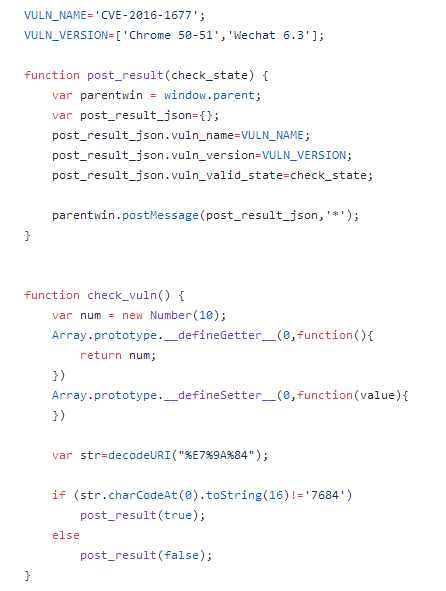 VULN_NAME='CVE-2016-1677';
VULN_VERSION=['Chrome 50-51','Wechat 6.3'];

function post_result(check_state) {
    var parentwin = window.parent;
    var post_result_json={};
    post_result_json.vuln_name=VULN_NAME;
    post_result_json.vuln_version=VULN_VERSION;
    post_result_json.vuln_valid_state=check_state;

    parentwin.postMessage(post_result_json,'*');
}


function check_vuln() {
    var num = new Number(10);
    Array.prototype.__defineGetter__(0,function(){
        return num;
    })
    Array.prototype.__defineSetter__(0,function(value){
    })

    var str=decodeURI("%E7%9A%84");

    if (str.charCodeAt(0).toString(16)!='7684')
        post_result(true);
    else
        post_result(false);
}